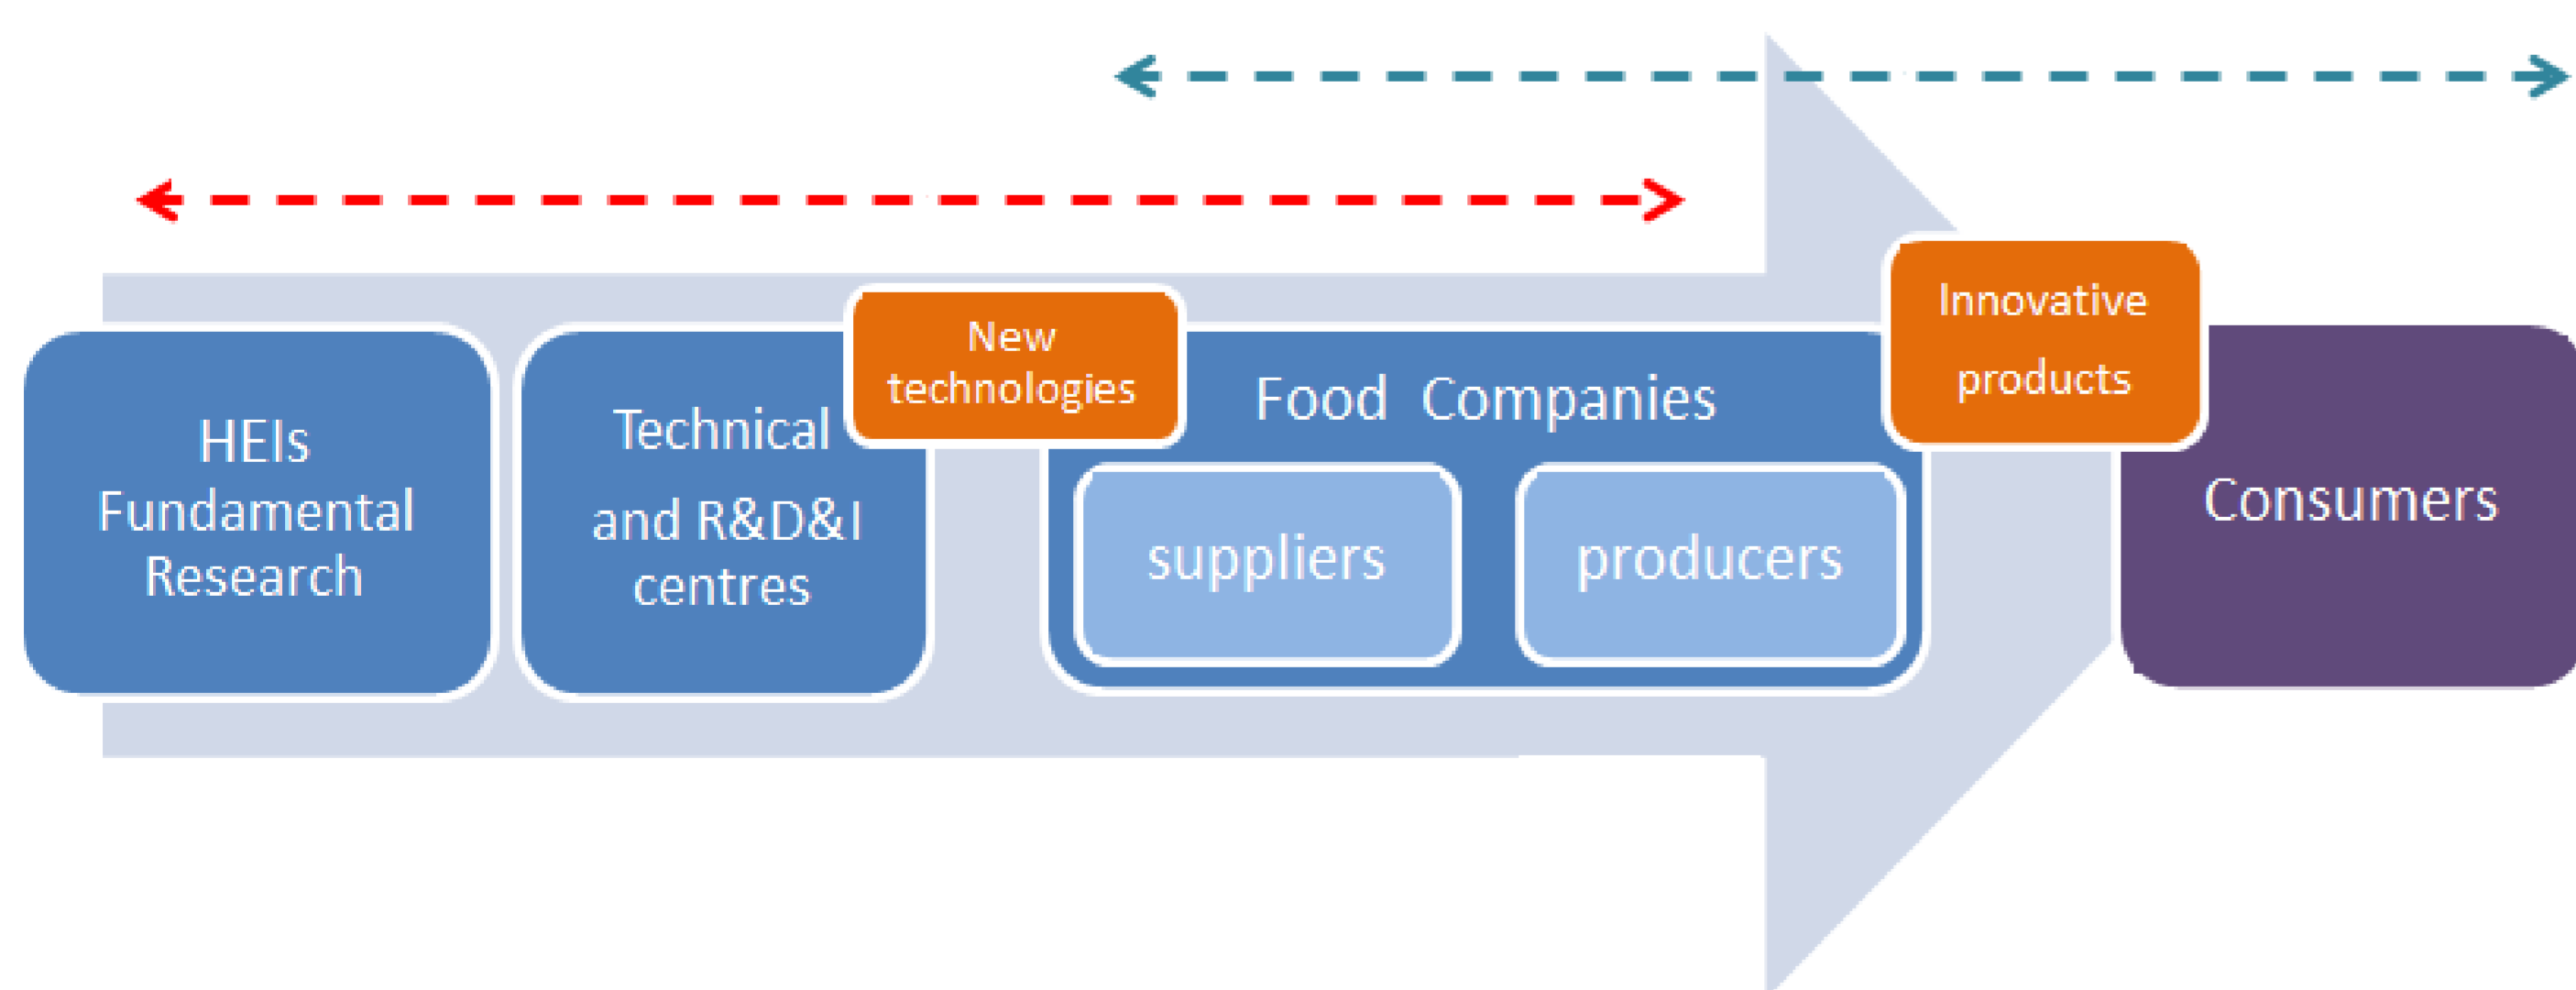 HEIs
Fundamental
Research
Technical
and R&D&I
centres
New
technologies
Food Companies
suppliers
producers
Innovative
products
Consumers